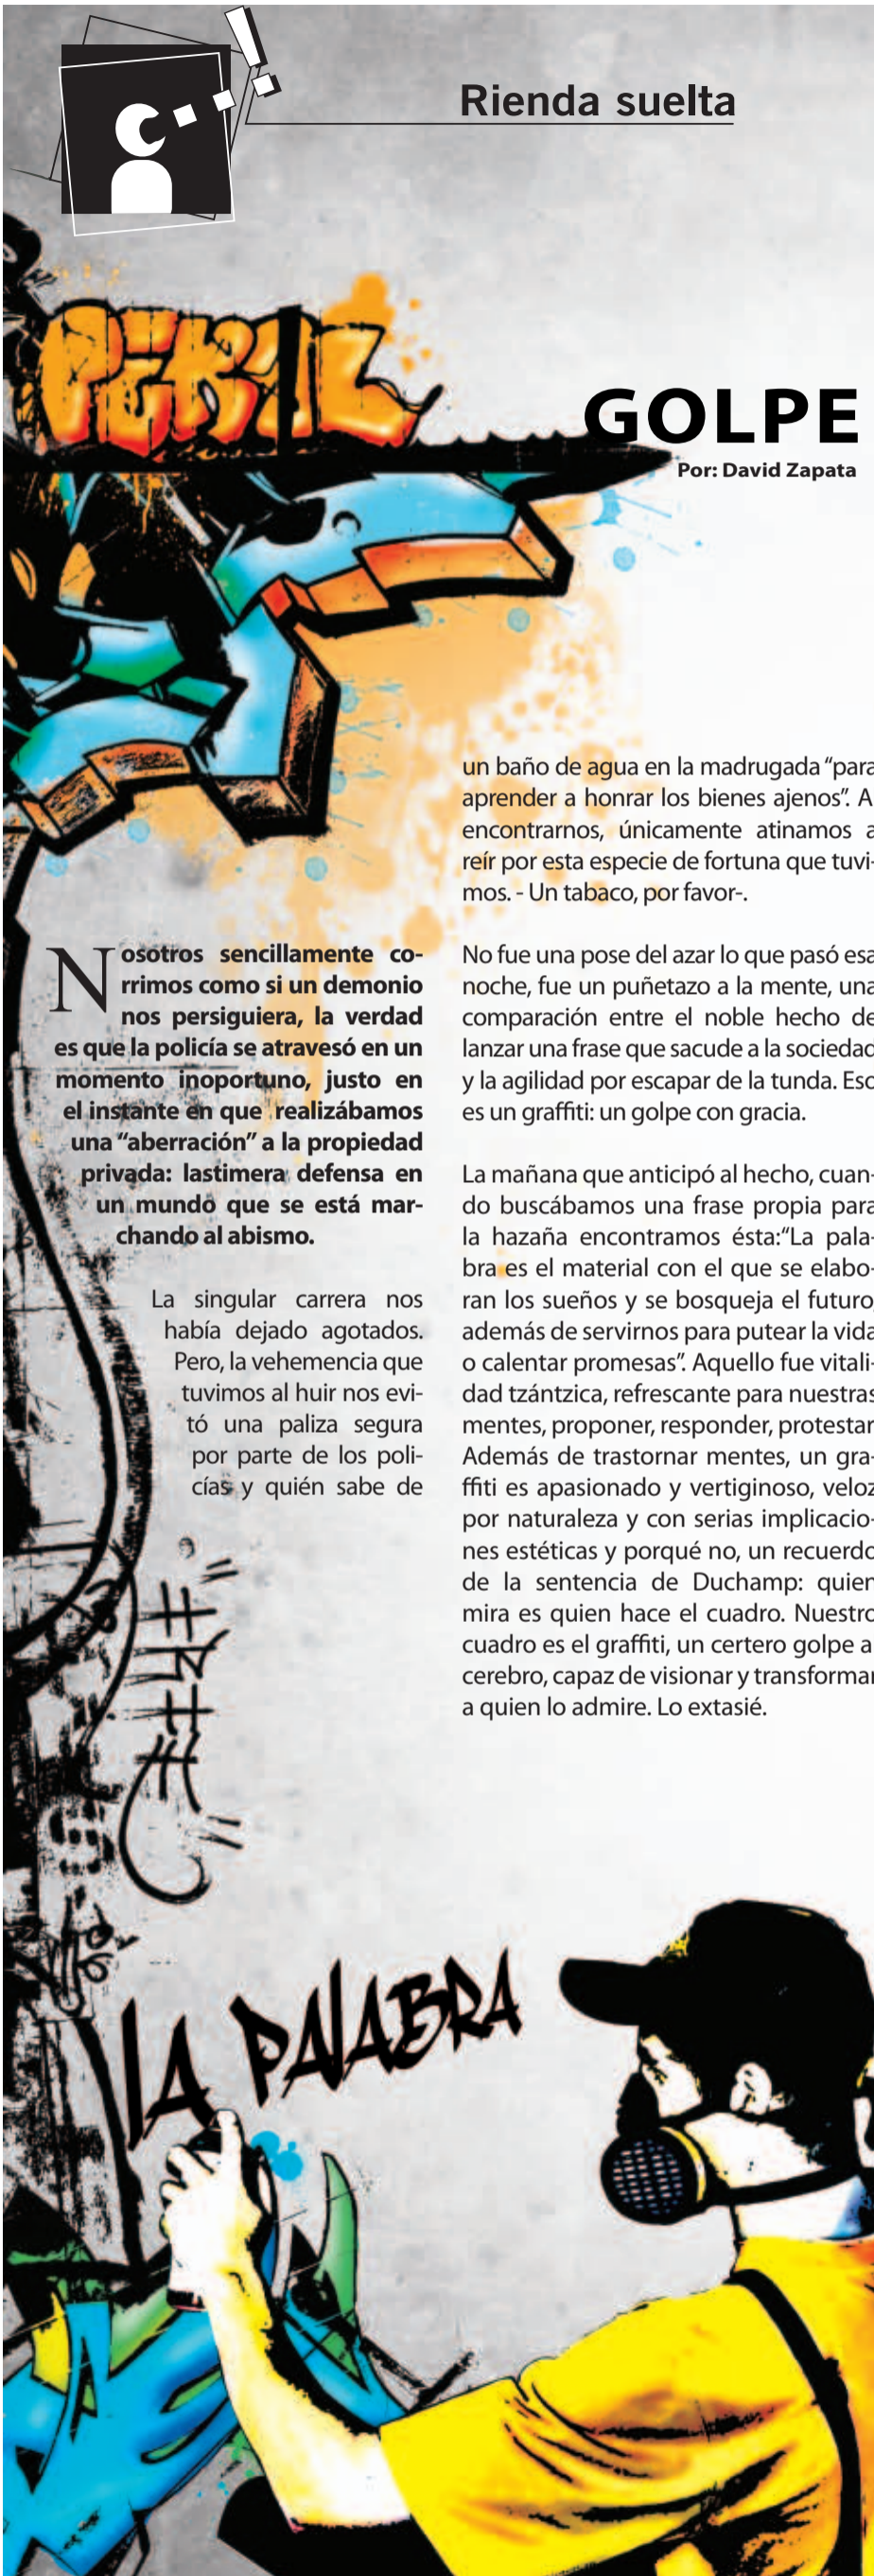 Rienda suelta
GOLPE
Por: David Zapata
Nosotros sencillamente co-
rrimos como si un demonio
nos persiguiera, la verdad
es que la policía se atravesó en un
momento inoportuno, justo en
el instante en que realizábamos
una “aberración” a la propiedad
privada: lastimera defensa en
un mundo que se está mar-
chando al abismo.
La singular carrera nos
había dejado agotados.
Pero, la vehemencia que
tuvimos al huir nos evi-
tó una paliza segura
por parte de los poli-
cías y quién sabe de
un baño de agua en la madrugada “para
aprender a honrar los bienes ajenos”. A
encontrarnos, únicamente atinamos a
reír por esta especie de fortuna que tuvi-
mos. - Un tabaco, por favor-.
No fue una pose del azar lo que pasó esa
noche, fue un puñetazo a la mente, una
comparación entre el noble hecho de
lanzar una frase que sacude a la sociedad
y la agilidad por escapar de la tunda. Eso
es un graffiti: un golpe con gracia.
La mañana que anticipó al hecho, cuan-
do buscábamos una frase propia para
la hazaña encontramos ésta:“La pala-
bra es el material con el que se elabo-
ran los sueños y se bosqueja el futuro,
además de servirnos para putear la vida
o calentar promesas”. Aquello fue vitali-
dad tzántzica, refrescante para nuestras
mentes, proponer, responder, protestar
Además de trastornar mentes, un gra-
ffiti es apasionado y vertiginoso, veloz
por naturaleza y con serias implicacio-
nes estéticas y porqué no, un recuerdo
de la sentencia de Duchamp: quien
mira es quien hace el cuadro. Nuestro
cuadro es el graffiti, un certero golpe a
cerebro, capaz de visionar y transformar
a quien lo admire. Lo extasié.
LA PALABRA